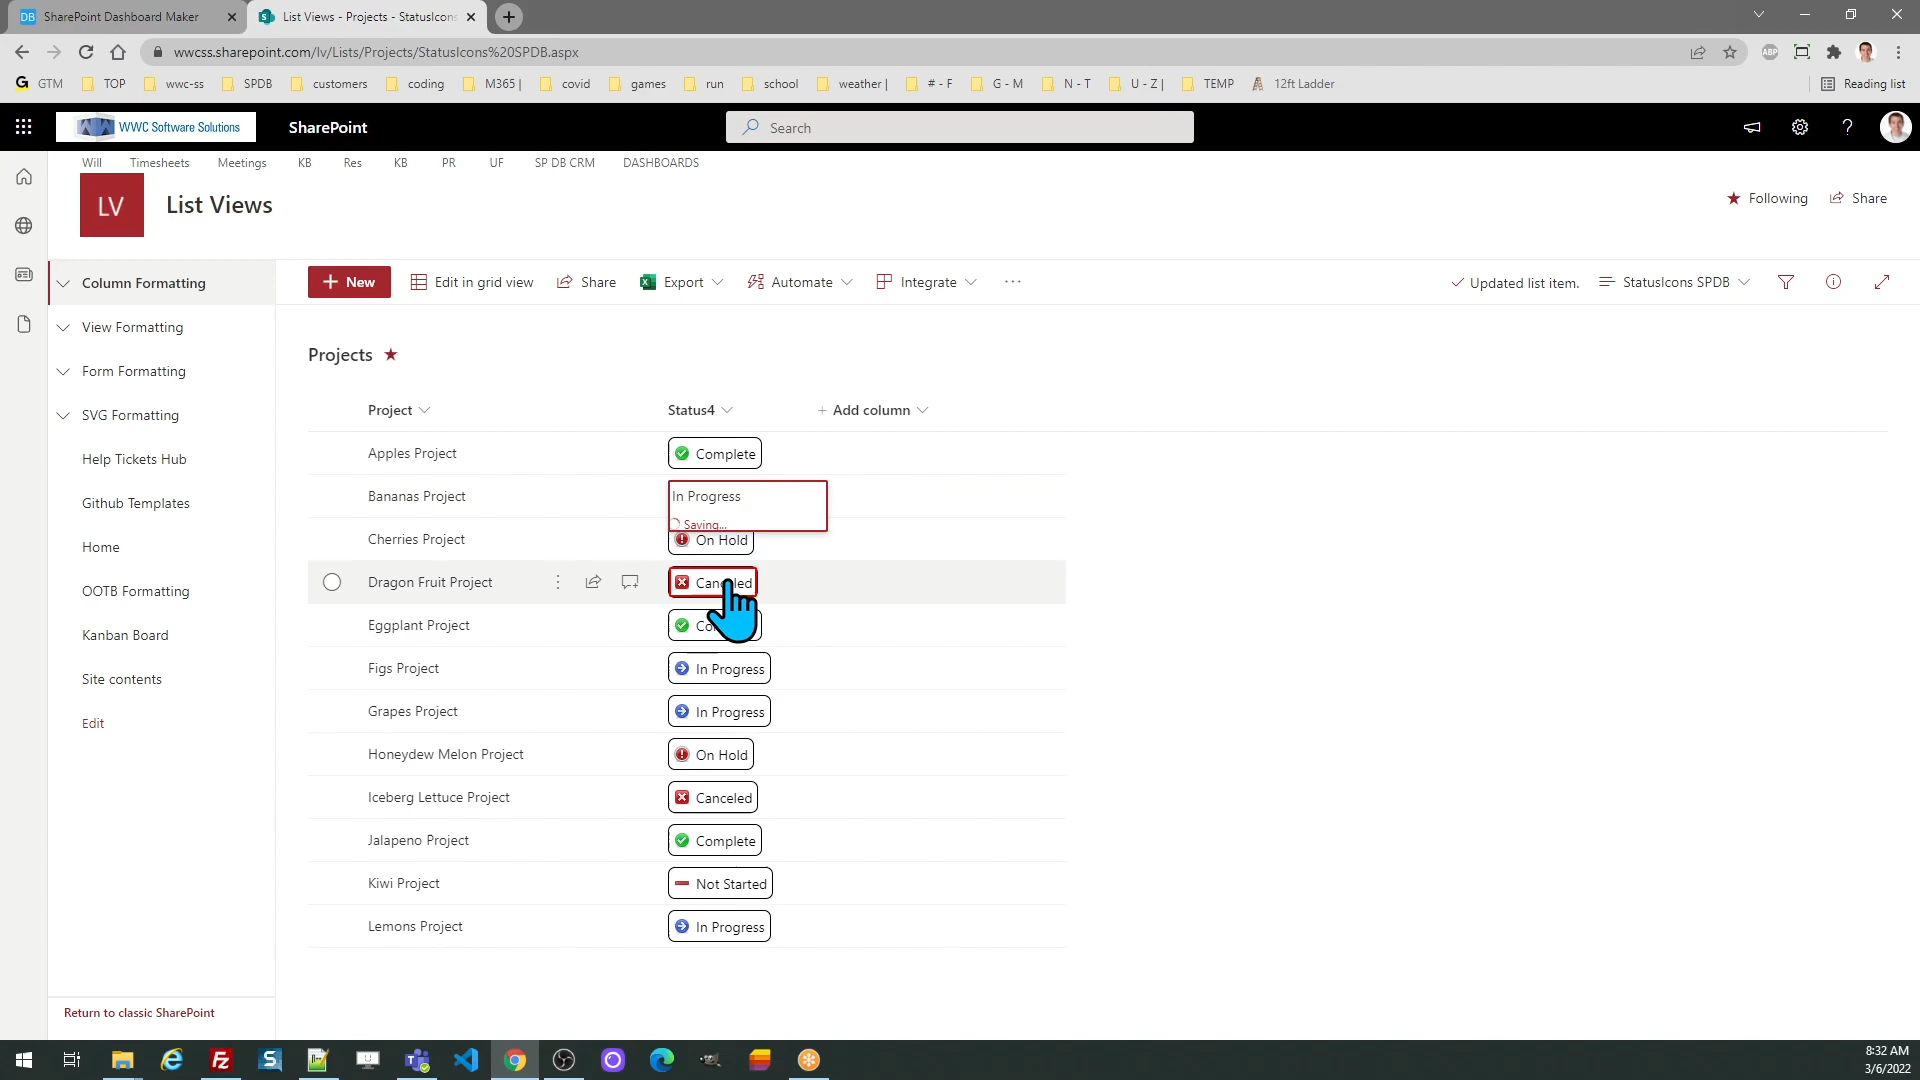 DB SharePoint Dashboard Maker
List Views - Projects - StatusIcons
wwcss.sharepoint.com/lv/Lists/Projects/StatusIcons%20SPDB.aspx
ABP
G GTM TOP wwc-ss SPDB customers coding M365 | covid games run school weather | # - F G - M N - T U - Z | TEMP 12ft Ladder Reading list
WWC Software Solutions SharePoint Search ?
Will Timesheets Meetings KB Res KB PR UF SP DB CRM DASHBOARDS
LV List Views Following Share
Column Formatting
View Formatting
Form Formatting
SVG Formatting
Help Tickets Hub
Github Templates
Home
OOTB Formatting
Kanban Board
Site contents
Edit
Return to classic SharePoint
+ New Edit in grid view Share Export Automate Integrate ··· Updated list item. StatusIcons SPDB
Projects
Project Status4 + Add column
Apples Project Complete
Bananas Project In Progress
Saving...
Cherries Project On Hold
Dragon Fruit Project
Eggplant Project
Figs Project In Progress
Grapes Project In Progress
Honeydew Melon Project On Hold
Iceberg Lettuce Project Canceled
Jalapeno Project Complete
Kiwi Project Not Started
Lemons Project In Progress
8:32 AM
3/6/2022